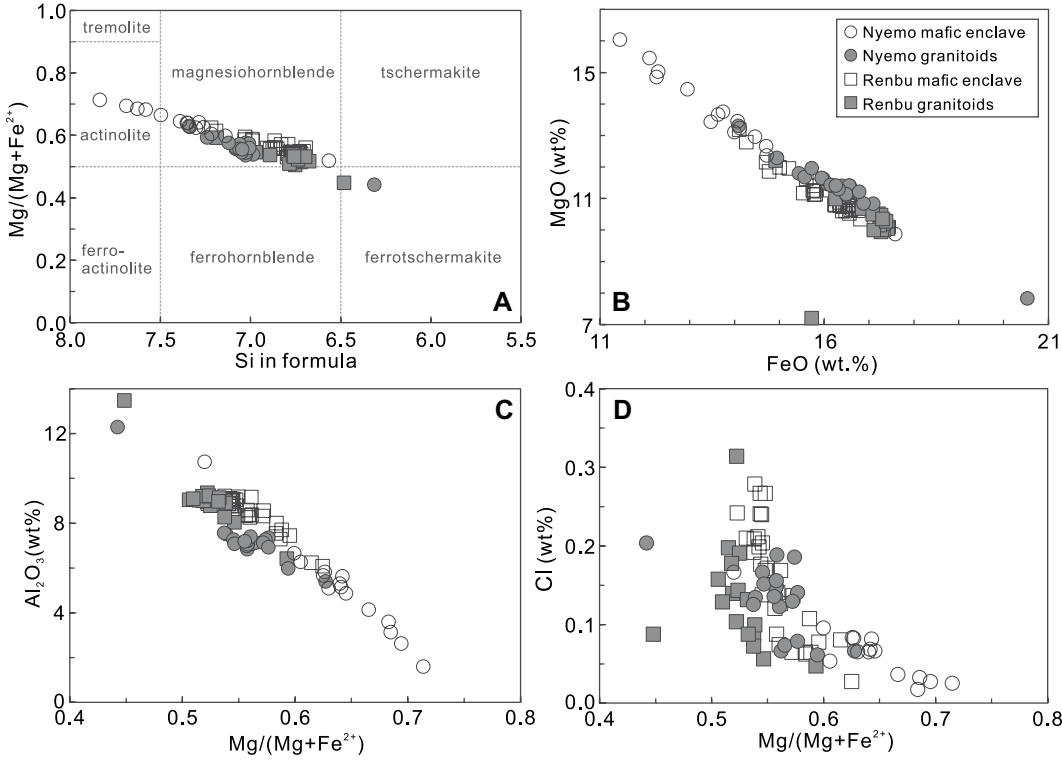 1.0
tremolite
0.8
magnesiohornblende
tschermakite
0.6
actinolite
0.4
0.2
ferro-
actinolite
ferrohornblende
ferrotschermakite
A
0.0
8.0
7.5
7.0
6.5
6.0
5.5
Si in formula
Mg/(Mg+Fe²⁺)
Nyemo mafic enclave
Nyemo granitoids
Renbu mafic enclave
Renbu granitoids
15
11
7
B
11
16
21
FeO (wt.%)
MgO (wt.%)
C
12
8
4
0
0.4
0.5
0.6
0.7
0.8
Mg/(Mg+Fe²⁺)
Al₂O₃ (wt%)
D
0.4
0.3
0.2
0.1
0.0
0.4
0.5
0.6
0.7
0.8
Mg/(Mg+Fe²⁺)
Cl (wt%)